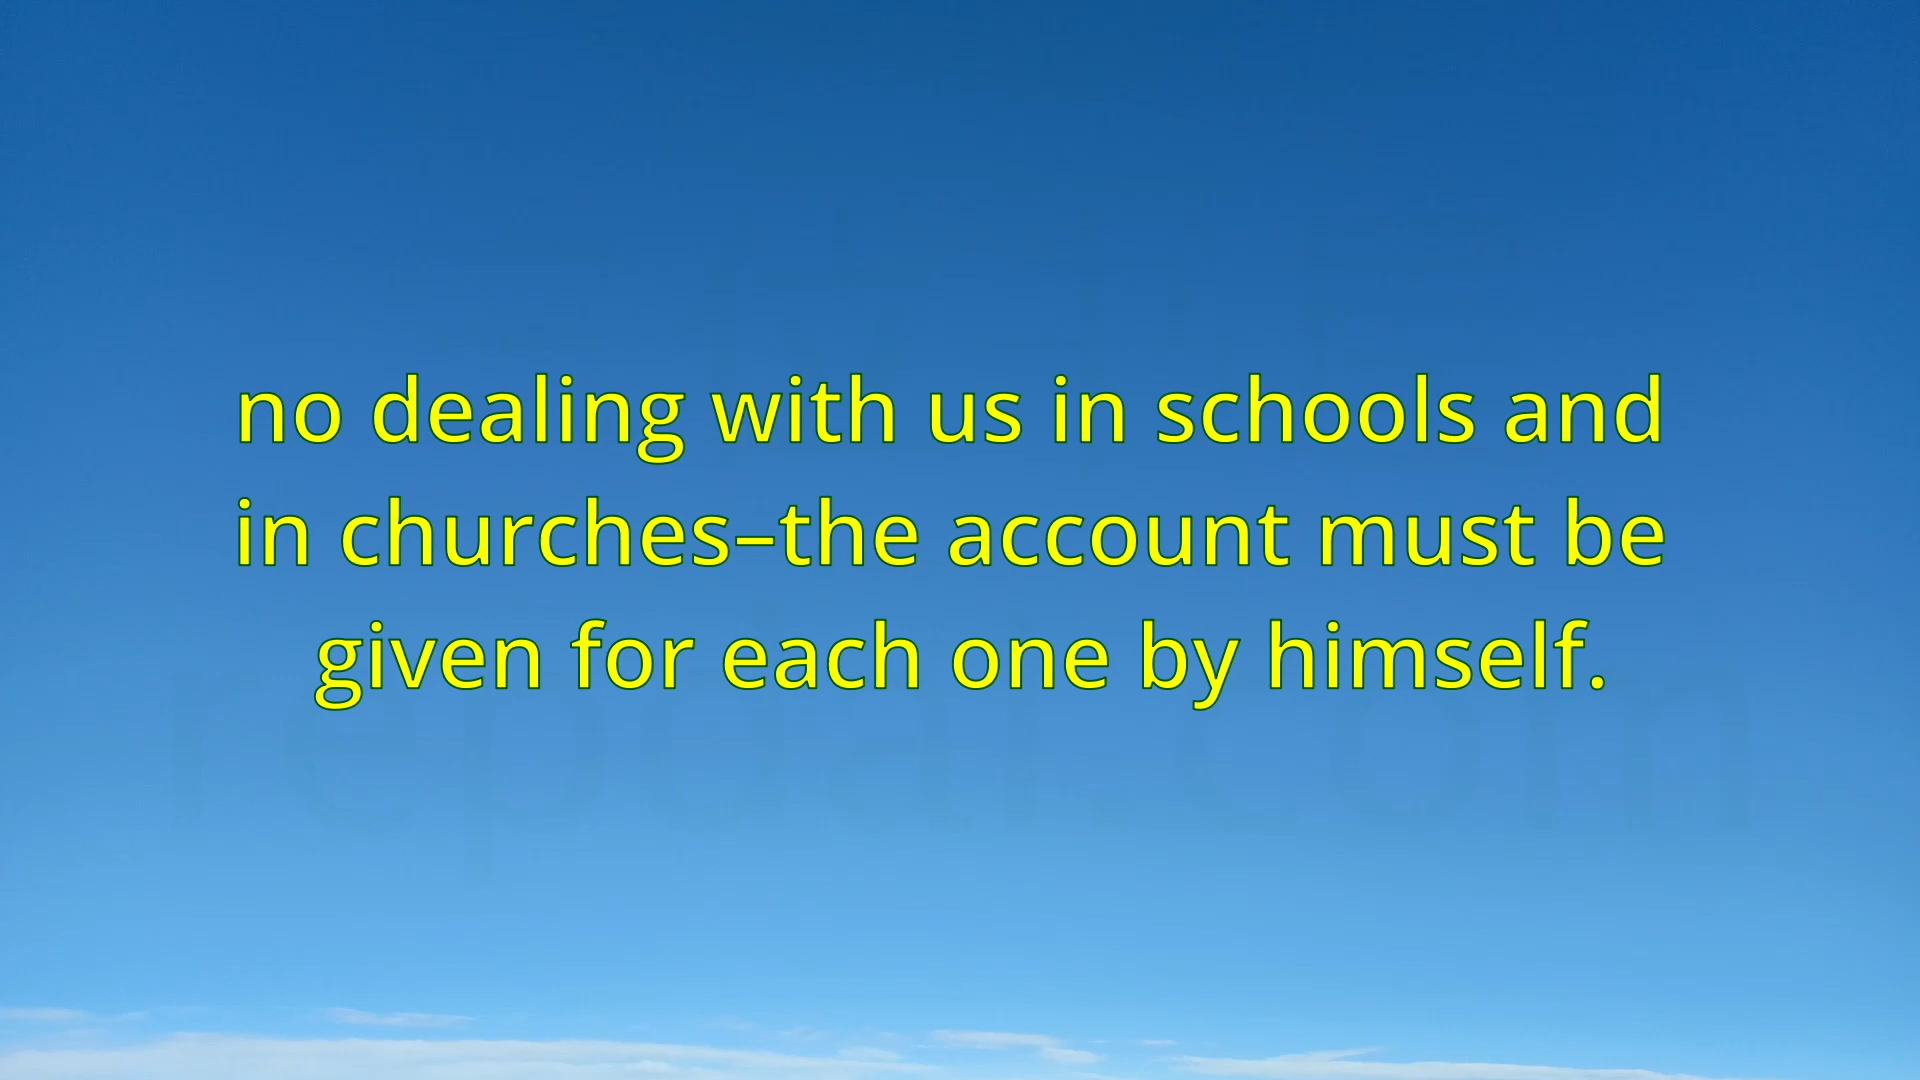 no dealing with us in schools and
in churches–the account must be
given for each one by himself.